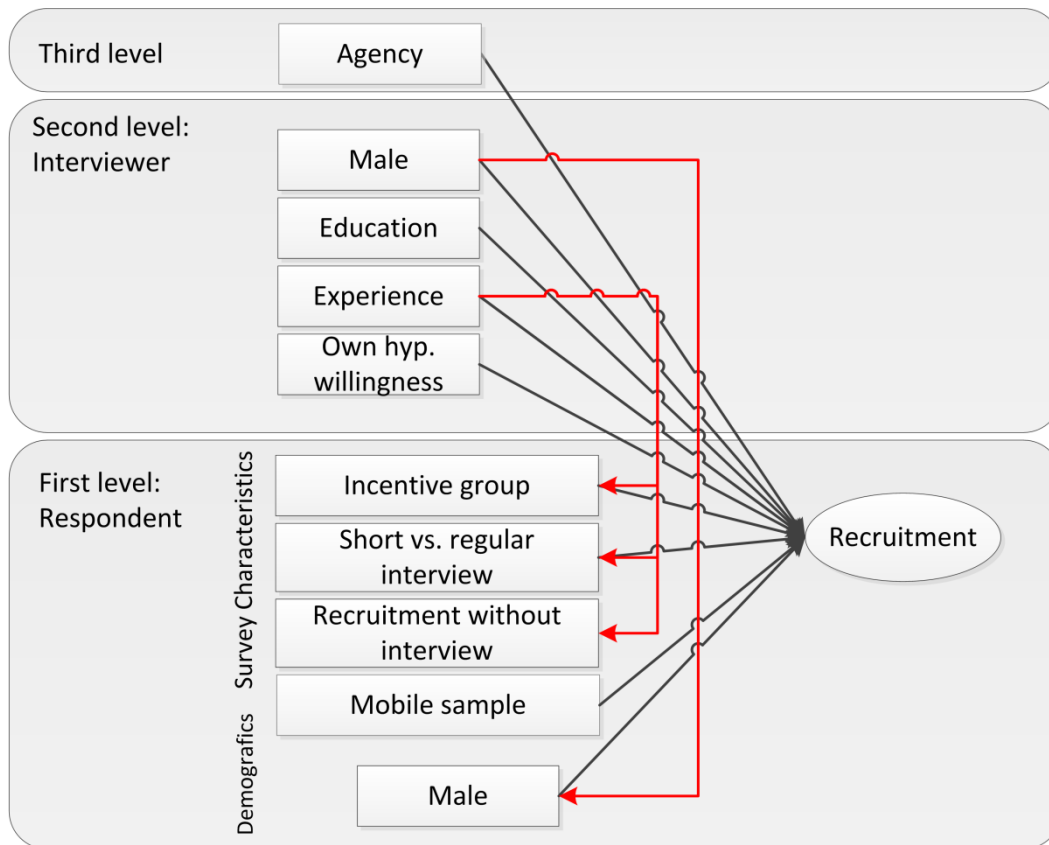 Third level
Agency
Second level:
Interviewer
Male
Education
Experience
Own hyp.
willingness
First level:
Respondent
Survey Characteristics
Incentive group
Short vs. regular
interview
Recruitment without
interview
Mobile sample
Demografics
Male
Recruitment